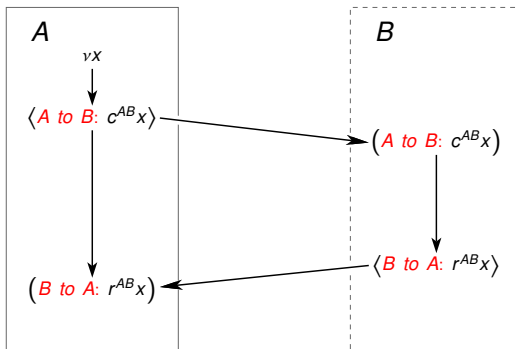 A
B
νx
⟨A to B: c^{AB}x⟩
(A to B: c^{AB}x)
⟨B to A: r^{AB}x⟩
(B to A: r^{AB}x)